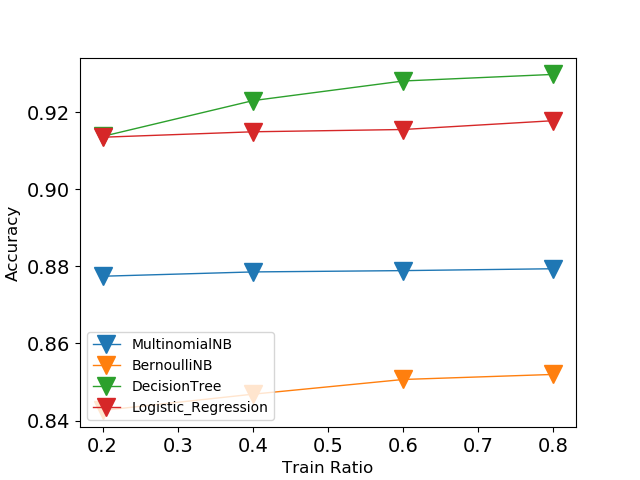 0.92
0.90
0.88
0.86
0.84
Accuracy
MultinomialNB
BernoulliNB
DecisionTree
Logistic_Regression
0.2 0.3 0.4 0.5 0.6 0.7 0.8
Train Ratio